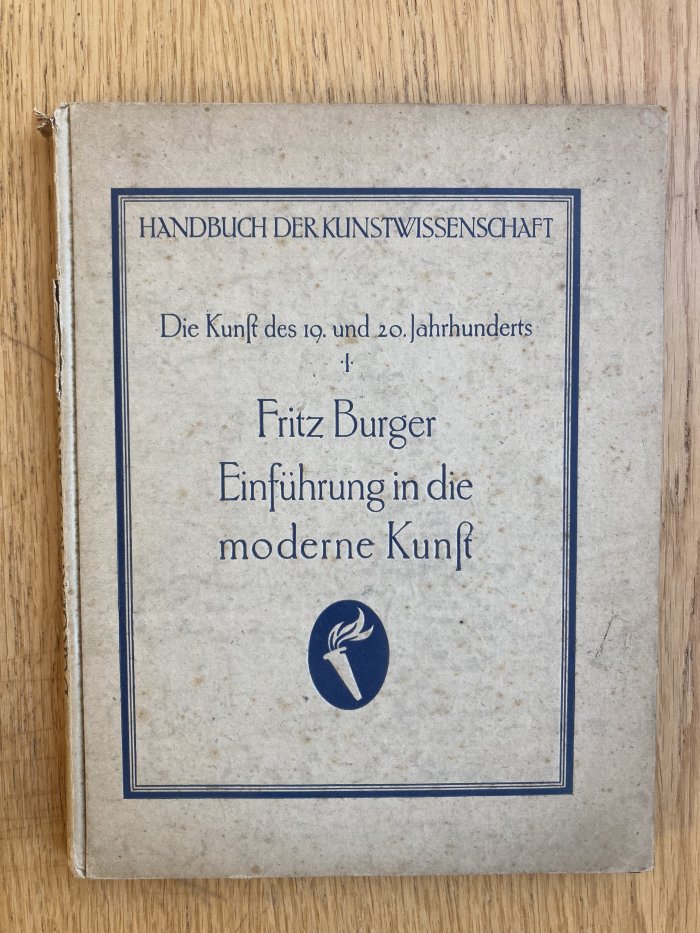 HANDBUCH DER KUNSTWISSENSCHAFT
Die Kunſt des 19. und 20. Jahrhunderts
·I·
Fritz Burger
Einführung in die
moderne Kunſt